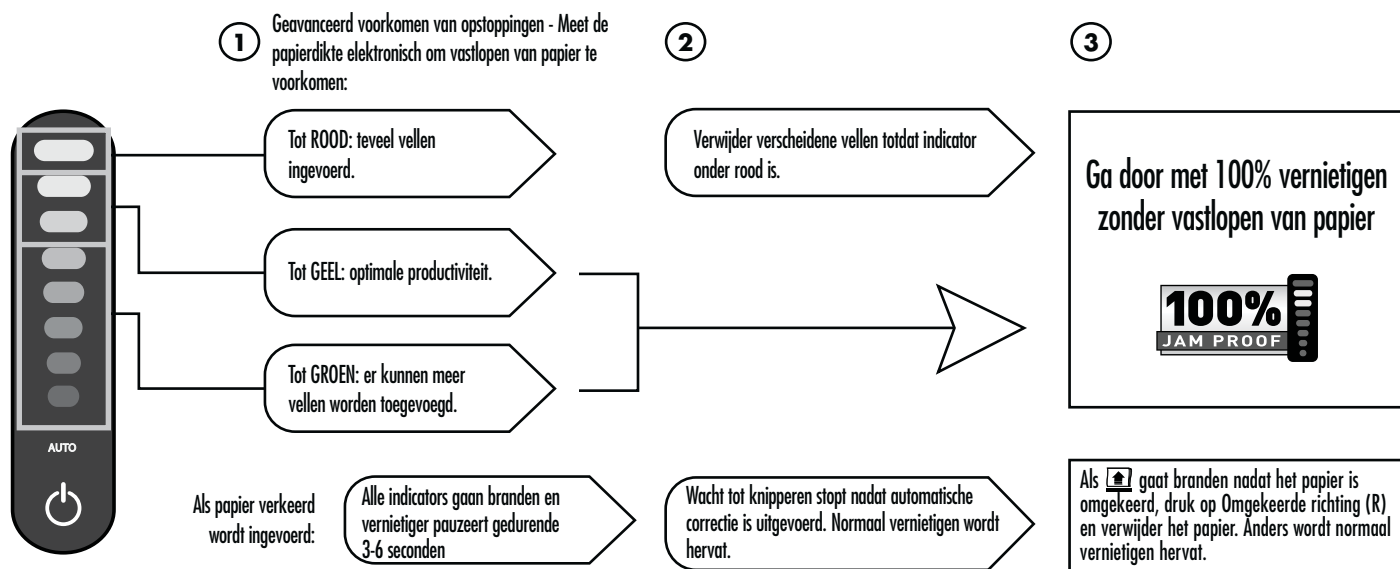 1
Geavanceerd voorkomen van opstoppingen - Meet de
papierdikte elektronisch om vastlopen van papier te
voorkomen:
Tot ROOD: teveel vellen
ingevoerd.
Tot GEEL: optimale productiviteit.
Tot GROEN: er kunnen meer
vellen worden toegevoegd.
2
Verwijder verscheidene vellen totdat indicator
onder rood is.
3
Ga door met 100% vernietigen
zonder vastlopen van papier
100%
JAM PROOF
AUTO
Als papier verkeerd
wordt ingevoerd:
Alle indicators gaan branden en
vernietiger pauzeert gedurende
3-6 seconden
Wacht tot knipperen stopt nadat automatische
correctie is uitgevoerd. Normaal vernietigen wordt
hervat.
Als gaat branden nadat het papier is
omgekeerd, druk op Omgekeerde richting (R)
en verwijder het papier. Anders wordt normaal
vernietigen hervat.